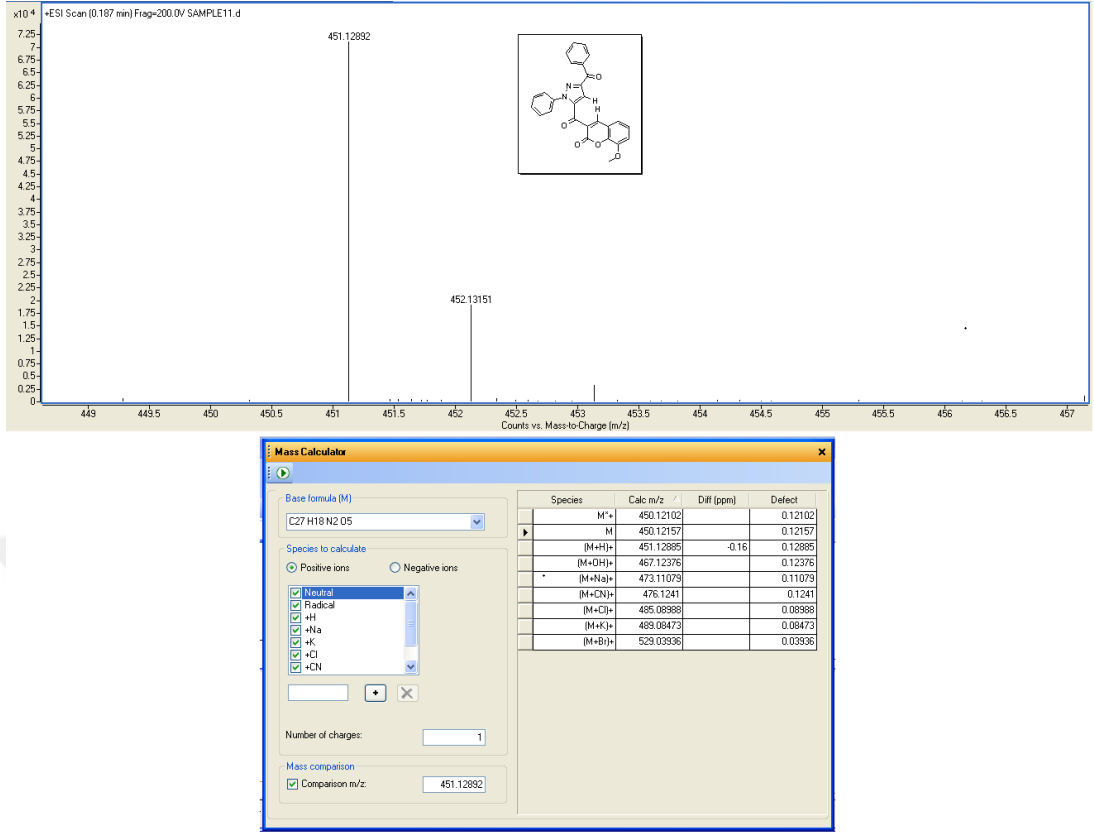 x10 4 +ESI Scan (0.187 min) Frag=200.0V SAMPLE11.d
7.25
7
6.75
6.5
6.25
6
5.75
5.5
5.25
5
4.75
4.5
4.25
4
3.75
3.5
3.25
3
2.75
2.5
2.25
2
1.75
1.5
1.25
1
0.75
0.5
0.25
0
451.12892
452.13151
O
N
N
H
H
O
O
O
O
449 449.5 450 450.5 451 451.5 452 452.5 453 453.5 454 454.5 455 455.5 456 456.5 457
Counts vs. Mass-to-Charge (m/z)
Mass Calculator
Base formula (M)
C27 H18 N2 O5
Species to calculate
Positive ions Negative ions
Neutral
Radical
+H
+Na
+K
+Cl
+CN
+
Number of charges: 1
Mass comparison
Comparison m/z: 451.12892
Species Calc m/z Diff (ppm) Defect
M*+ 450.12102 0.12102
M 450.12157 0.12157
(M+H)+ 451.12885 -0.16 0.12885
(M+OH)+ 467.12376 0.12376
* (M+Na)+ 473.11079 0.11079
(M+CN)+ 476.1241 0.1241
(M+Cl)+ 485.08988 0.08988
(M+K)+ 489.08473 0.08473
(M+Br)+ 529.03936 0.03936